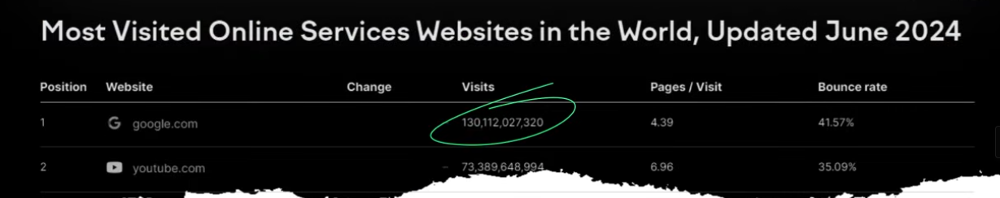 Most Visited Online Services Websites in the World, Updated June 2024
Position Website Change Visits Pages / Visit Bounce rate
1 google.com 130,112,027,320 4.39 41.57%
2 youtube.com – 73,389,648,994 6.96 35.09%